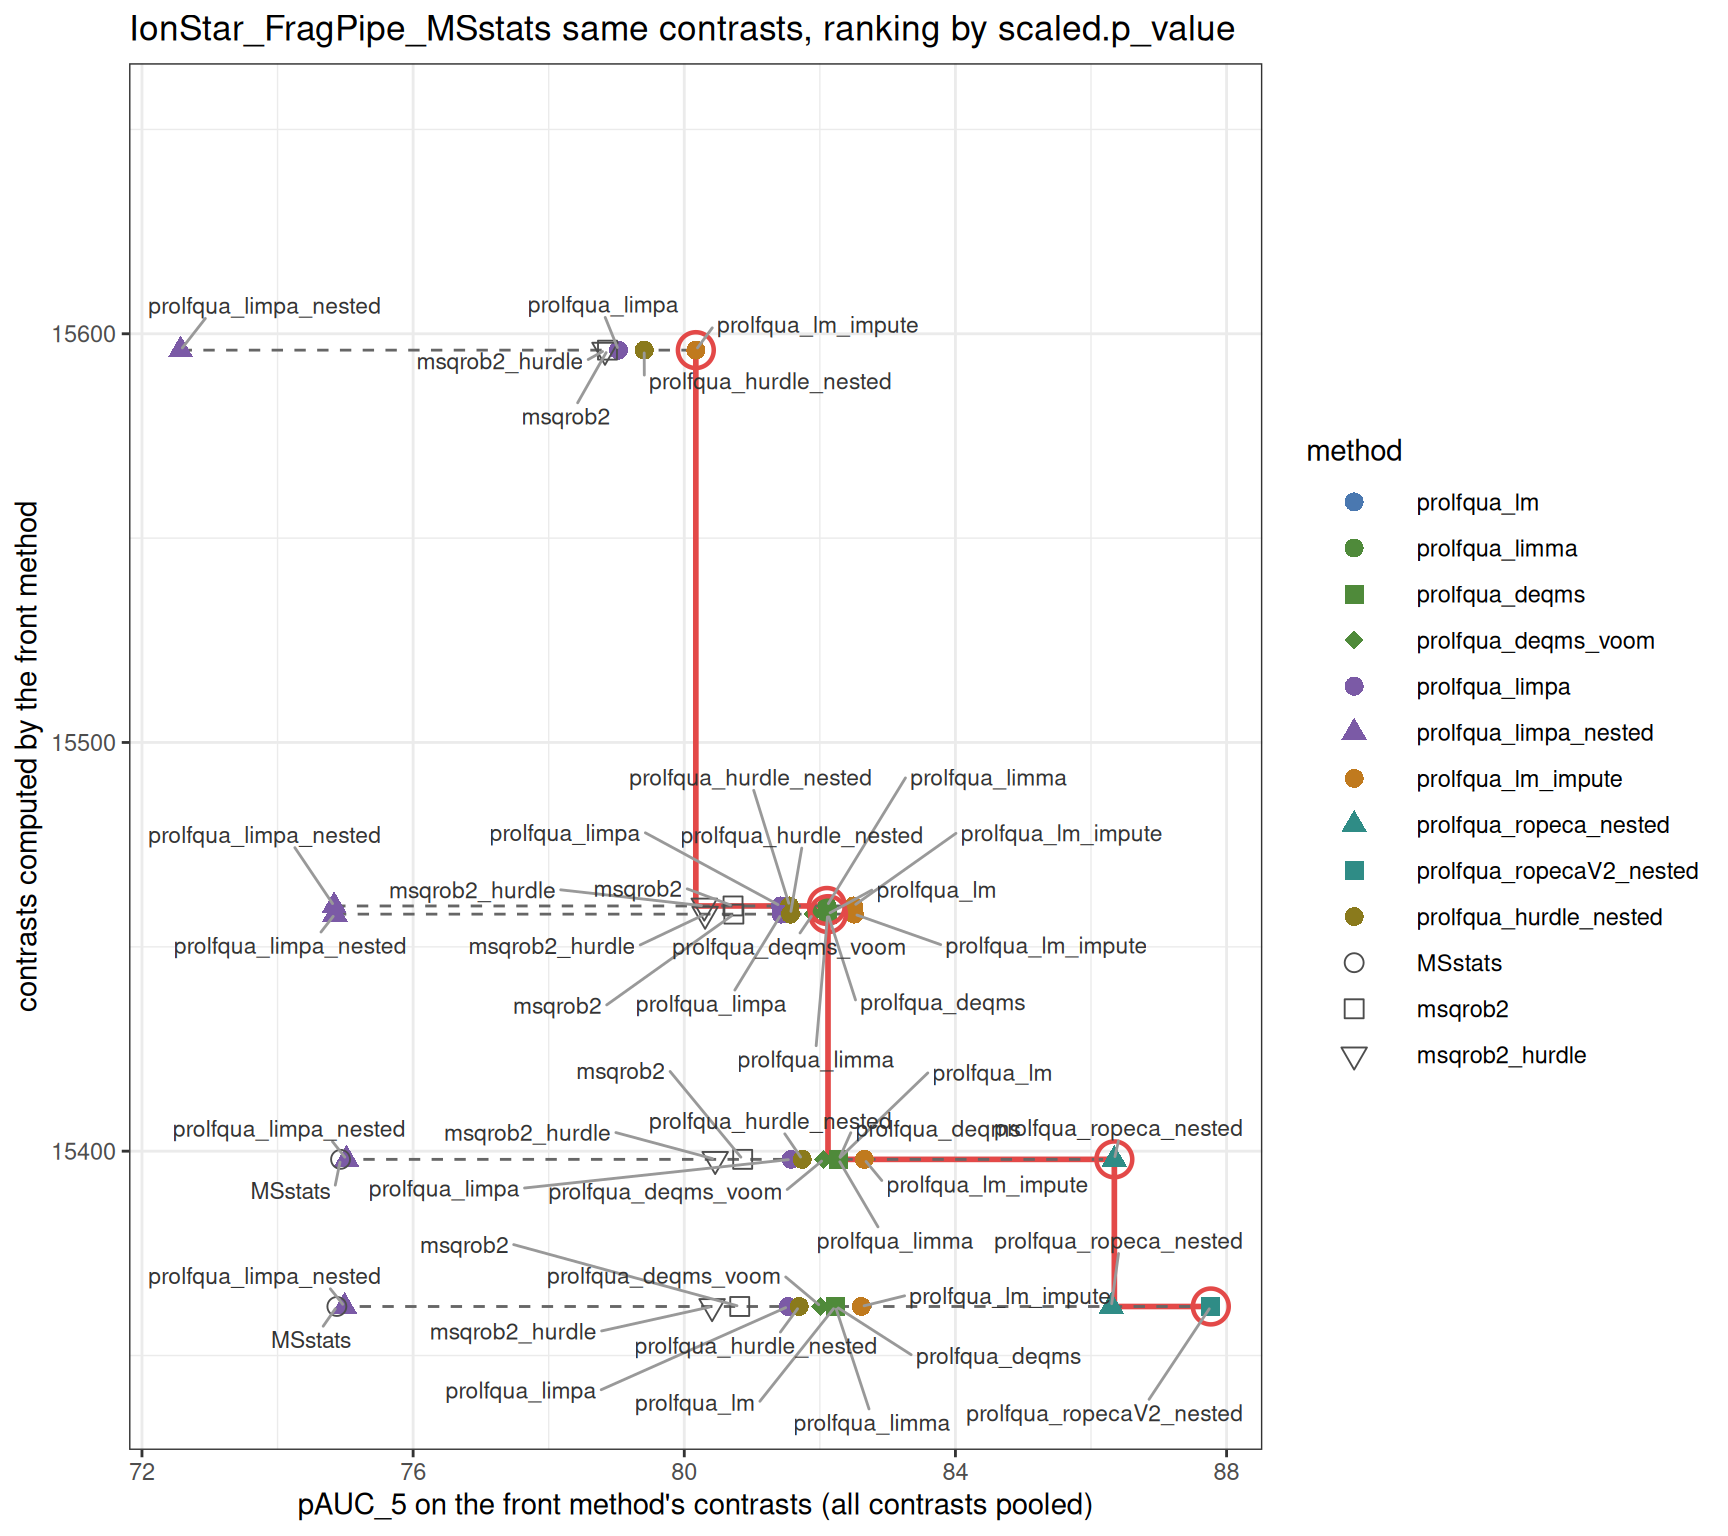 IonStar_FragPipe_MSstats same contrasts, ranking by scaled.p_value
contrasts computed by the front method
15600
15500
15400
prolfqua_limpa_nested
prolfqua_limpa
prolfqua_lm_impute
msqrob2_hurdle
prolfqua_hurdle_nested
msqrob2
prolfqua_hurdle_nested
prolfqua_limma
prolfqua_limpa_nested
prolfqua_limpa
prolfqua_hurdle_nested
prolfqua_lm_impute
msqrob2_hurdle
msqrob2
prolfqua_lm
prolfqua_limpa_nested
msqrob2_hurdle
prolfqua_deqms_voom
prolfqua_lm_impute
msqrob2
prolfqua_limpa
prolfqua_deqms
prolfqua_limma
msqrob2
prolfqua_lm
prolfqua_limpa_nested
msqrob2_hurdle
prolfqua_hurdle_nested
prolfqua_deqms
prolfqua_ropeca_nested
MSstats
prolfqua_limpa
prolfqua_deqms_voom
prolfqua_lm_impute
prolfqua_limma
prolfqua_ropeca_nested
msqrob2
prolfqua_limpa_nested
prolfqua_deqms_voom
prolfqua_lm_impute
MSstats
msqrob2_hurdle
prolfqua_hurdle_nested
prolfqua_deqms
prolfqua_limpa
prolfqua_lm
prolfqua_limma
prolfqua_ropecaV2_nested
72
76
80
84
88
pAUC_5 on the front method's contrasts (all contrasts pooled)
method
prolfqua_lm
prolfqua_limma
prolfqua_deqms
prolfqua_deqms_voom
prolfqua_limpa
prolfqua_limpa_nested
prolfqua_lm_impute
prolfqua_ropeca_nested
prolfqua_ropecaV2_nested
prolfqua_hurdle_nested
MSstats
msqrob2
msqrob2_hurdle